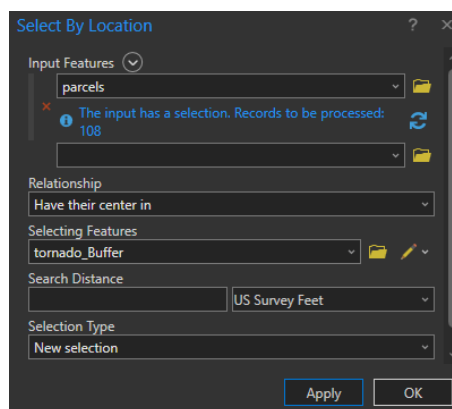 Select By Location ? ×
Input Features
parcels
The input has a selection. Records to be processed:
108
Relationship
Have their center in
Selecting Features
tornado_Buffer
Search Distance
US Survey Feet
Selection Type
New selection
Apply OK